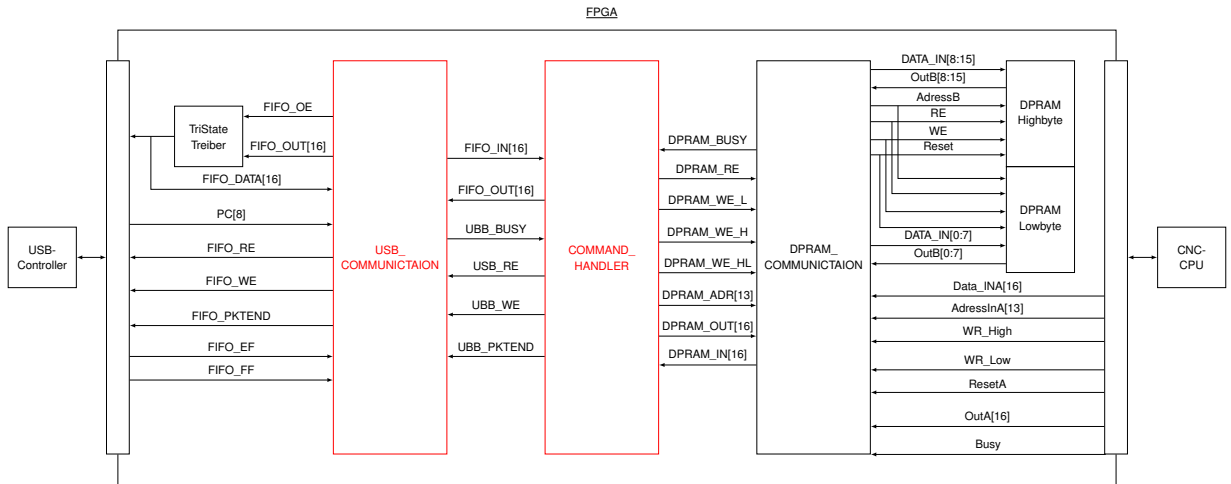 FPGA
USB-
Controller
TriState
Treiber
FIFO_OE
FIFO_OUT[16]
FIFO_DATA[16]
PC[8]
FIFO_RE
FIFO_WE
FIFO_PKTEND
FIFO_EF
FIFO_FF
USB_
COMMUNICTAION
FIFO_IN[16]
FIFO_OUT[16]
UBB_BUSY
USB_RE
UBB_WE
UBB_PKTEND
COMMAND_
HANDLER
DPRAM_BUSY
DPRAM_RE
DPRAM_WE_L
DPRAM_WE_H
DPRAM_WE_HL
DPRAM_ADR[13]
DPRAM_OUT[16]
DPRAM_IN[16]
DPRAM_
COMMUNICTAION
DATA_IN[8:15]
OutB[8:15]
AdressB
RE
WE
Reset
DATA_IN[0:7]
OutB[0:7]
Data_INA[16]
AdressInA[13]
WR_High
WR_Low
ResetA
OutA[16]
Busy
DPRAM
Highbyte
DPRAM
Lowbyte
CNC-
CPU